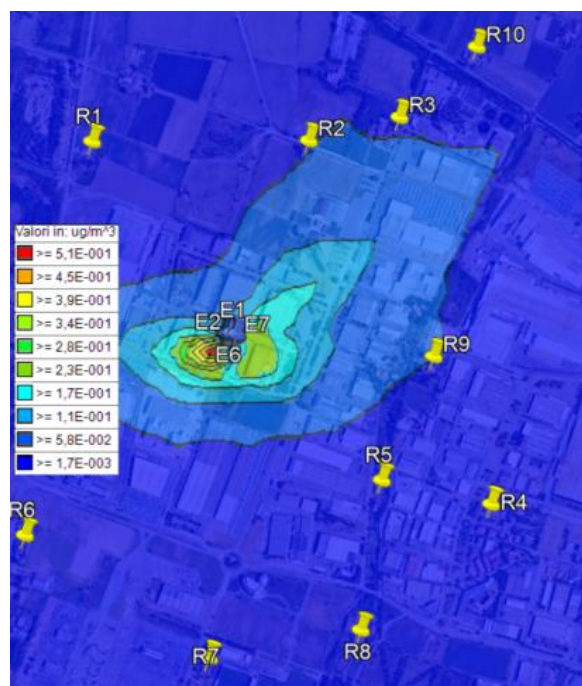 R10
R3
R1
R2
Valori in: ug/m^3
>= 5,1E-001
>= 4,5E-001
>= 3,9E-001
>= 3,4E-001
>= 2,8E-001
>= 2,3E-001
>= 1,7E-001
>= 1,1E-001
>= 5,8E-002
>= 1,7E-003
E1
E2
E7
E6
R9
R5
R4
R6
R8
R7